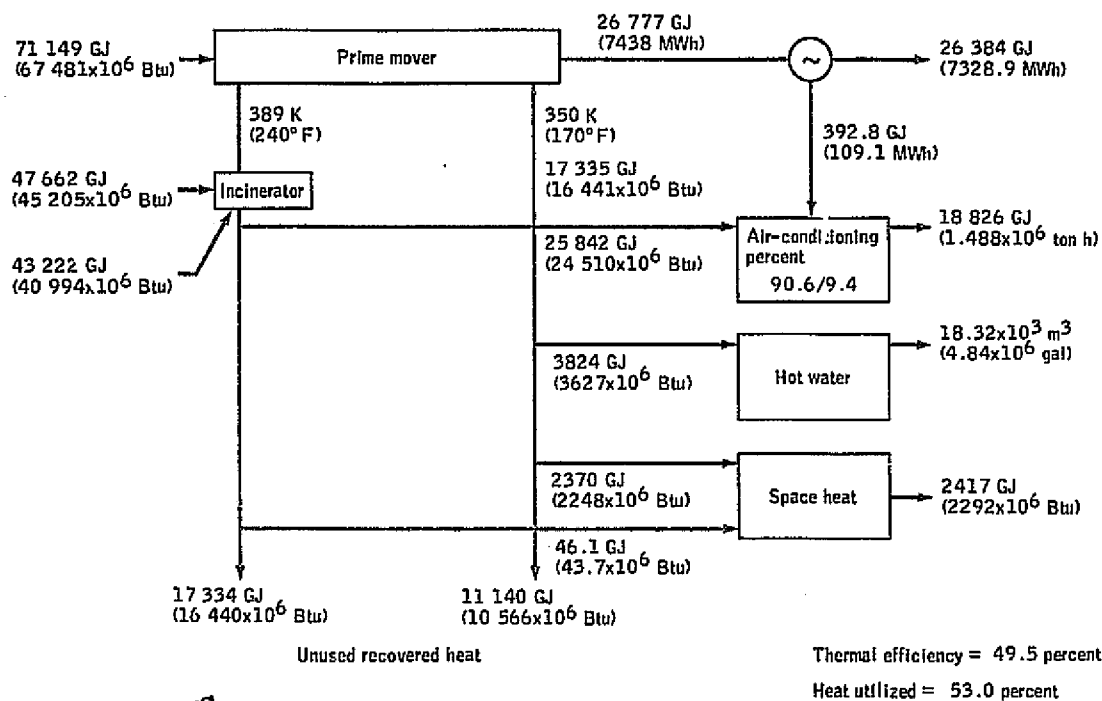 26 777 GJ
(7438 MWh)
71 149 GJ
(67 481x10⁶ Btu)
Prime mover
~
26 384 GJ
(7328.9 MWh)
389 K
(240° F)
350 K
(170° F)
392.8 GJ
(109.1 MWh)
47 662 GJ
(45 205x10⁶ Btu)
Incinerator
17 335 GJ
(16 441x10⁶ Btu)
43 222 GJ
(40 994x10⁶ Btu)
25 842 GJ
(24 510x10⁶ Btu)
Air-conditioning
percent
90.6/9.4
18 826 GJ
(1.488x10⁶ ton h)
3824 GJ
(3627x10⁶ Btu)
Hot water
18.32x10³ m³
(4.84x10⁶ gal)
2370 GJ
(2248x10⁶ Btu)
Space heat
2417 GJ
(2292x10⁶ Btu)
46.1 GJ
(43.7x10⁶ Btu)
17 334 GJ
(16 440x10⁶ Btu)
11 140 GJ
(10 566x10⁶ Btu)
Unused recovered heat
Thermal efficiency = 49.5 percent
Heat utilized = 53.0 percent